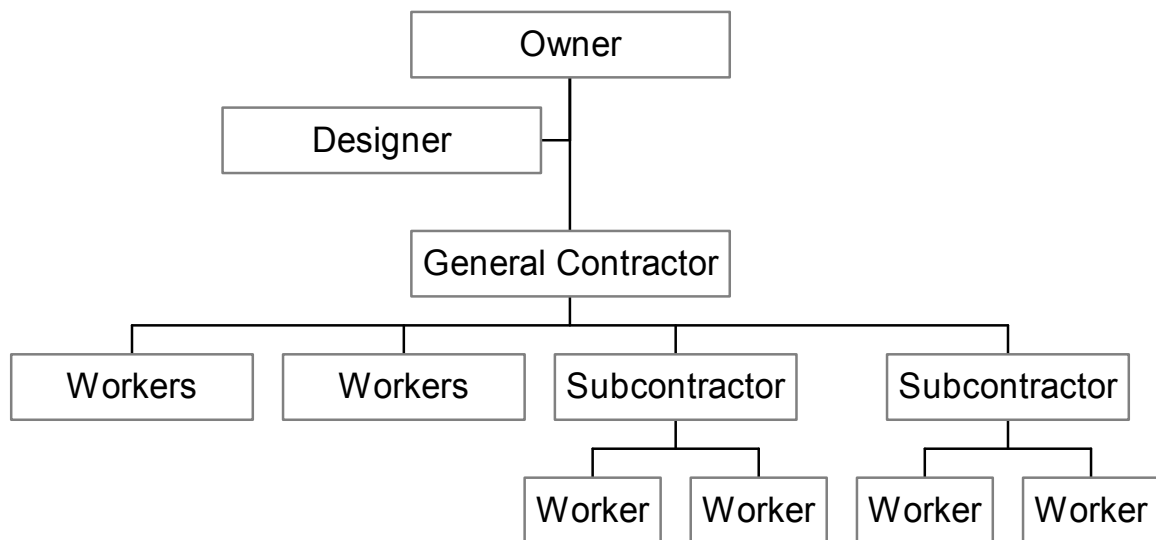 Owner
Designer
General Contractor
Workers
Workers
Subcontractor
Subcontractor
Worker
Worker
Worker
Worker